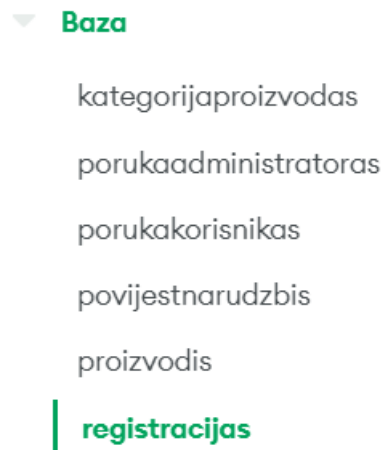 Baza
kategorijaproizvodas
porukaadministratoras
porukakorisnikas
povijestnarudzbis
proizvodis
registracijas